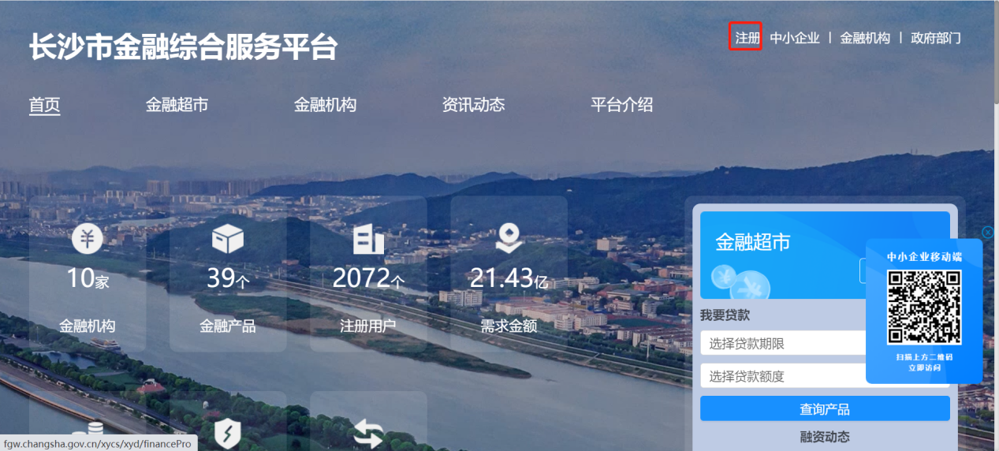 长沙市金融综合服务平台
注册 中小企业 | 金融机构 | 政府部门
首页 金融超市 金融机构 资讯动态 平台介绍
10家 39个 2072个 21.43亿
金融机构 金融产品 注册用户 需求金额
金融超市
中小企业移动端
扫描上方二维码
立即访问
我要贷款
选择贷款期限
选择贷款额度
查询产品
融资动态
fgw.changsha.gov.cn/xycs/xyd/financePro